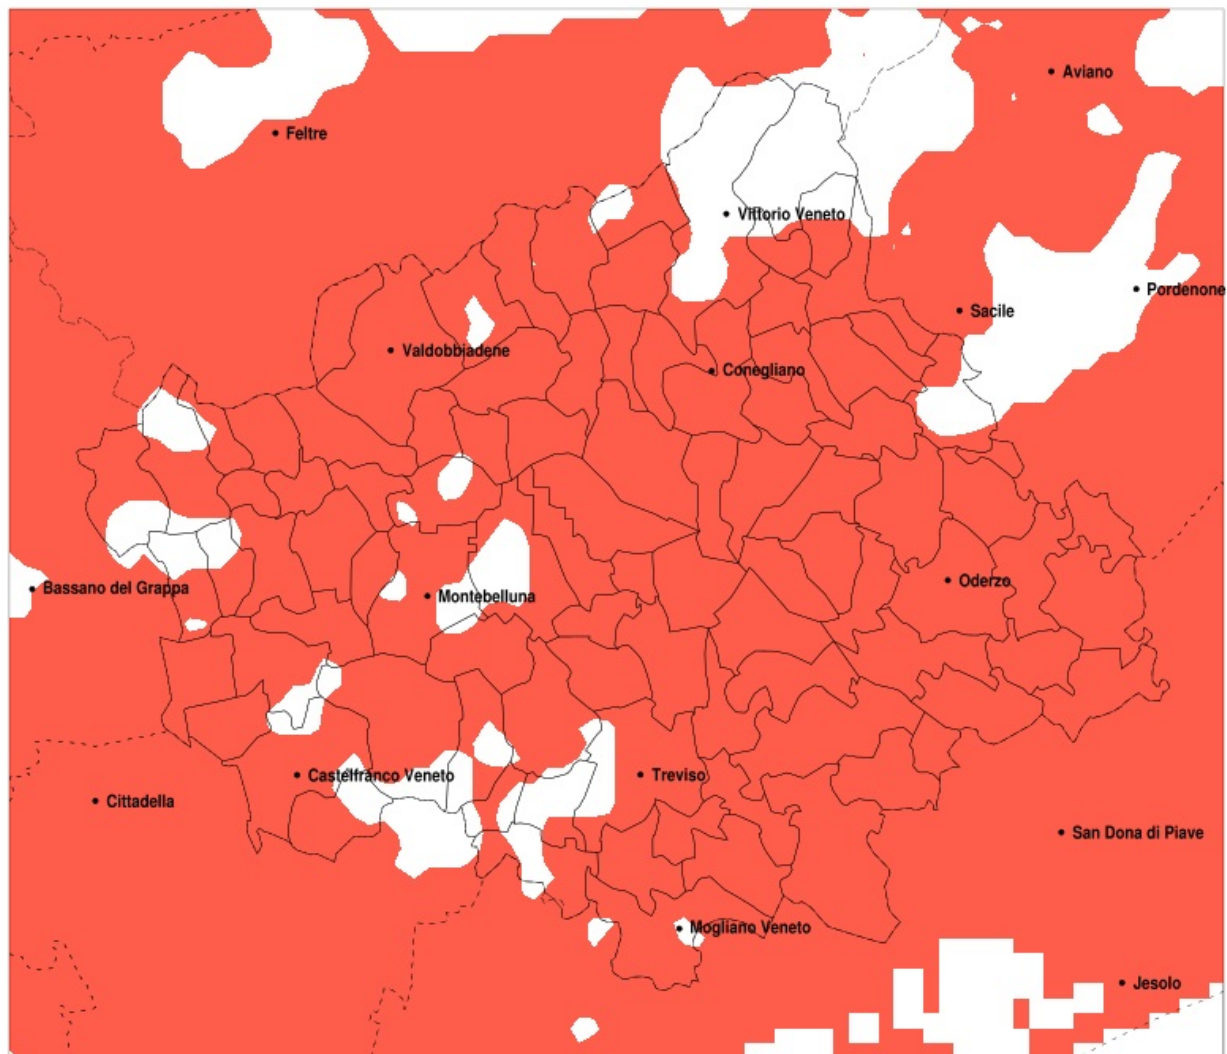 Aviano
Feltre
Vittorio Veneto
Pordenone
Sacile
Valdobbiadene
Conegliano
Oderzo
Bassano del Grappa
Montebelluna
Treviso
Castelfranco Veneto
Cittadella
San Dona di Piave
Mogliano Veneto
Jesolo